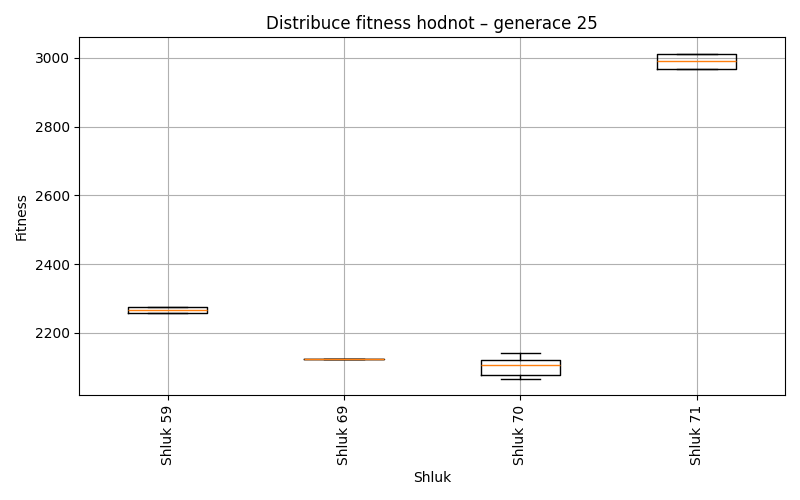 Distribuce fitness hodnot – generace 25
3000
2800
2600
2400
2200
Fitness
Shluk 59
Shluk 69
Shluk 70
Shluk 71
Shluk